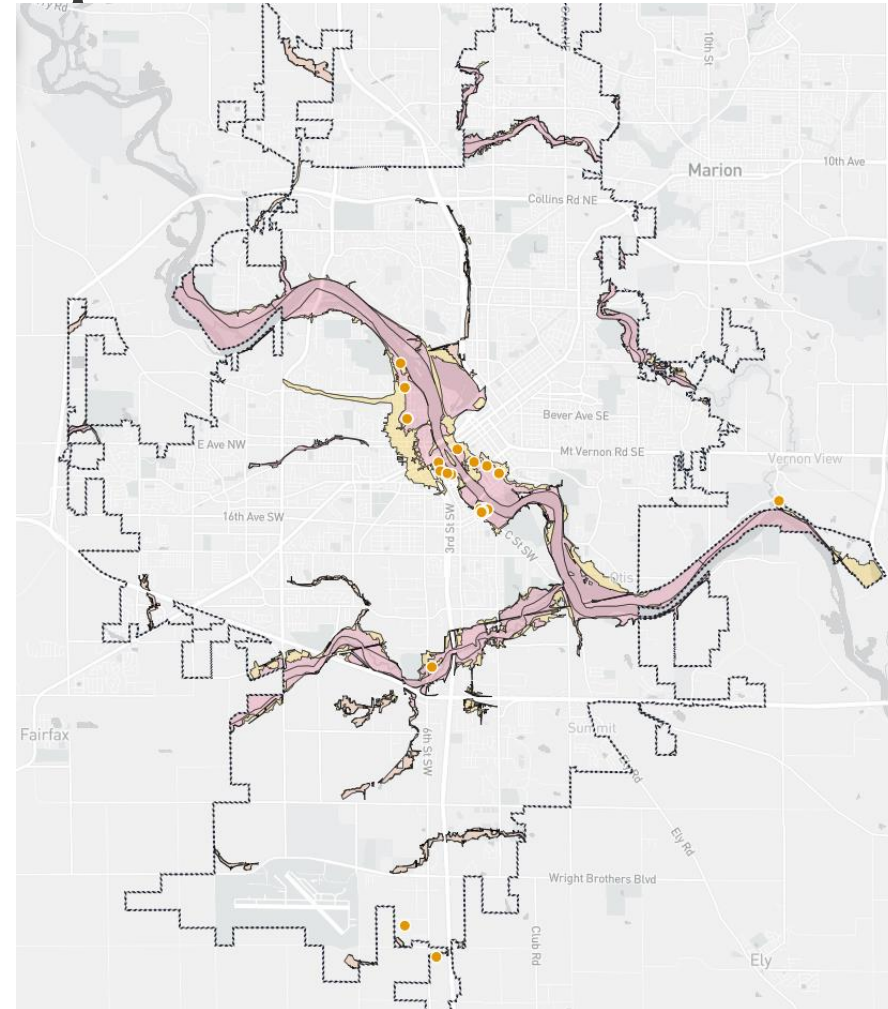 10th St
Marion
10th Ave
Collins Rd NE
Bever Ave SE
E Ave NW
Mt Vernon Rd SE
Vernon View
16th Ave SW
3rd St SW
C St SW
Otis
Fairfax
6th St SW
Summit
Ely Rd
Ely Rd
Wright Brothers Blvd
Club Rd
Ely